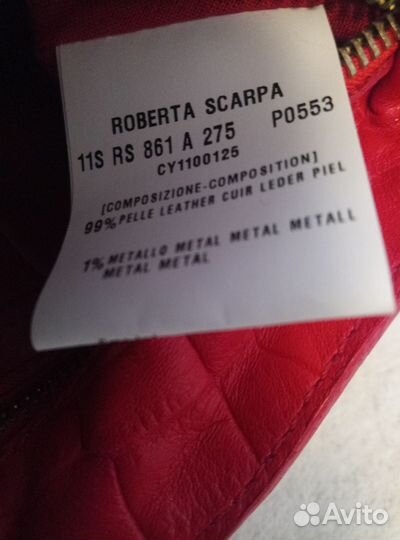 ROBERTA SCARPA
11S RS 861 A 275 P0553
CY1100125
[COMPOSIZIONE-COMPOSITION]
99% PELLE LEATHER CUIR LEDER PIEL
1% METALLO METAL METAL METALL
METAL METAL
Avito